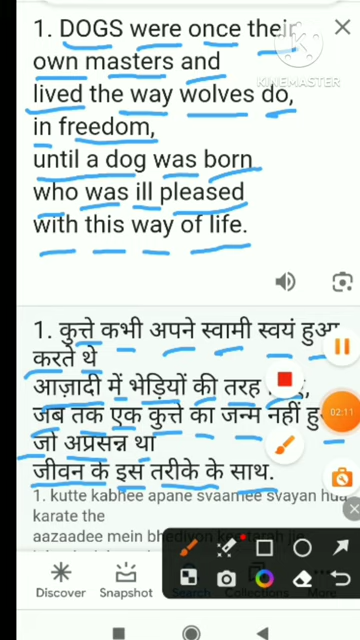 1. DOGS were once their
own masters and
lived the way wolves do,
in freedom,
until a dog was born
who was ill pleased
with this way of life.
KINEMASTER
1. कुत्ते कभी अपने स्वामी स्वयं हुआ
करते थे
आज़ादी में भेड़ियों की तरह
जब तक एक कुत्ते का जन्म नहीं
जो अप्रसन्न था
जीवन के इस तरीके के साथ.
02:11
1. kutte kabhee apane svaamee svayan hua
karate the
aazaadee mein
Discover Snapshot Search Collections